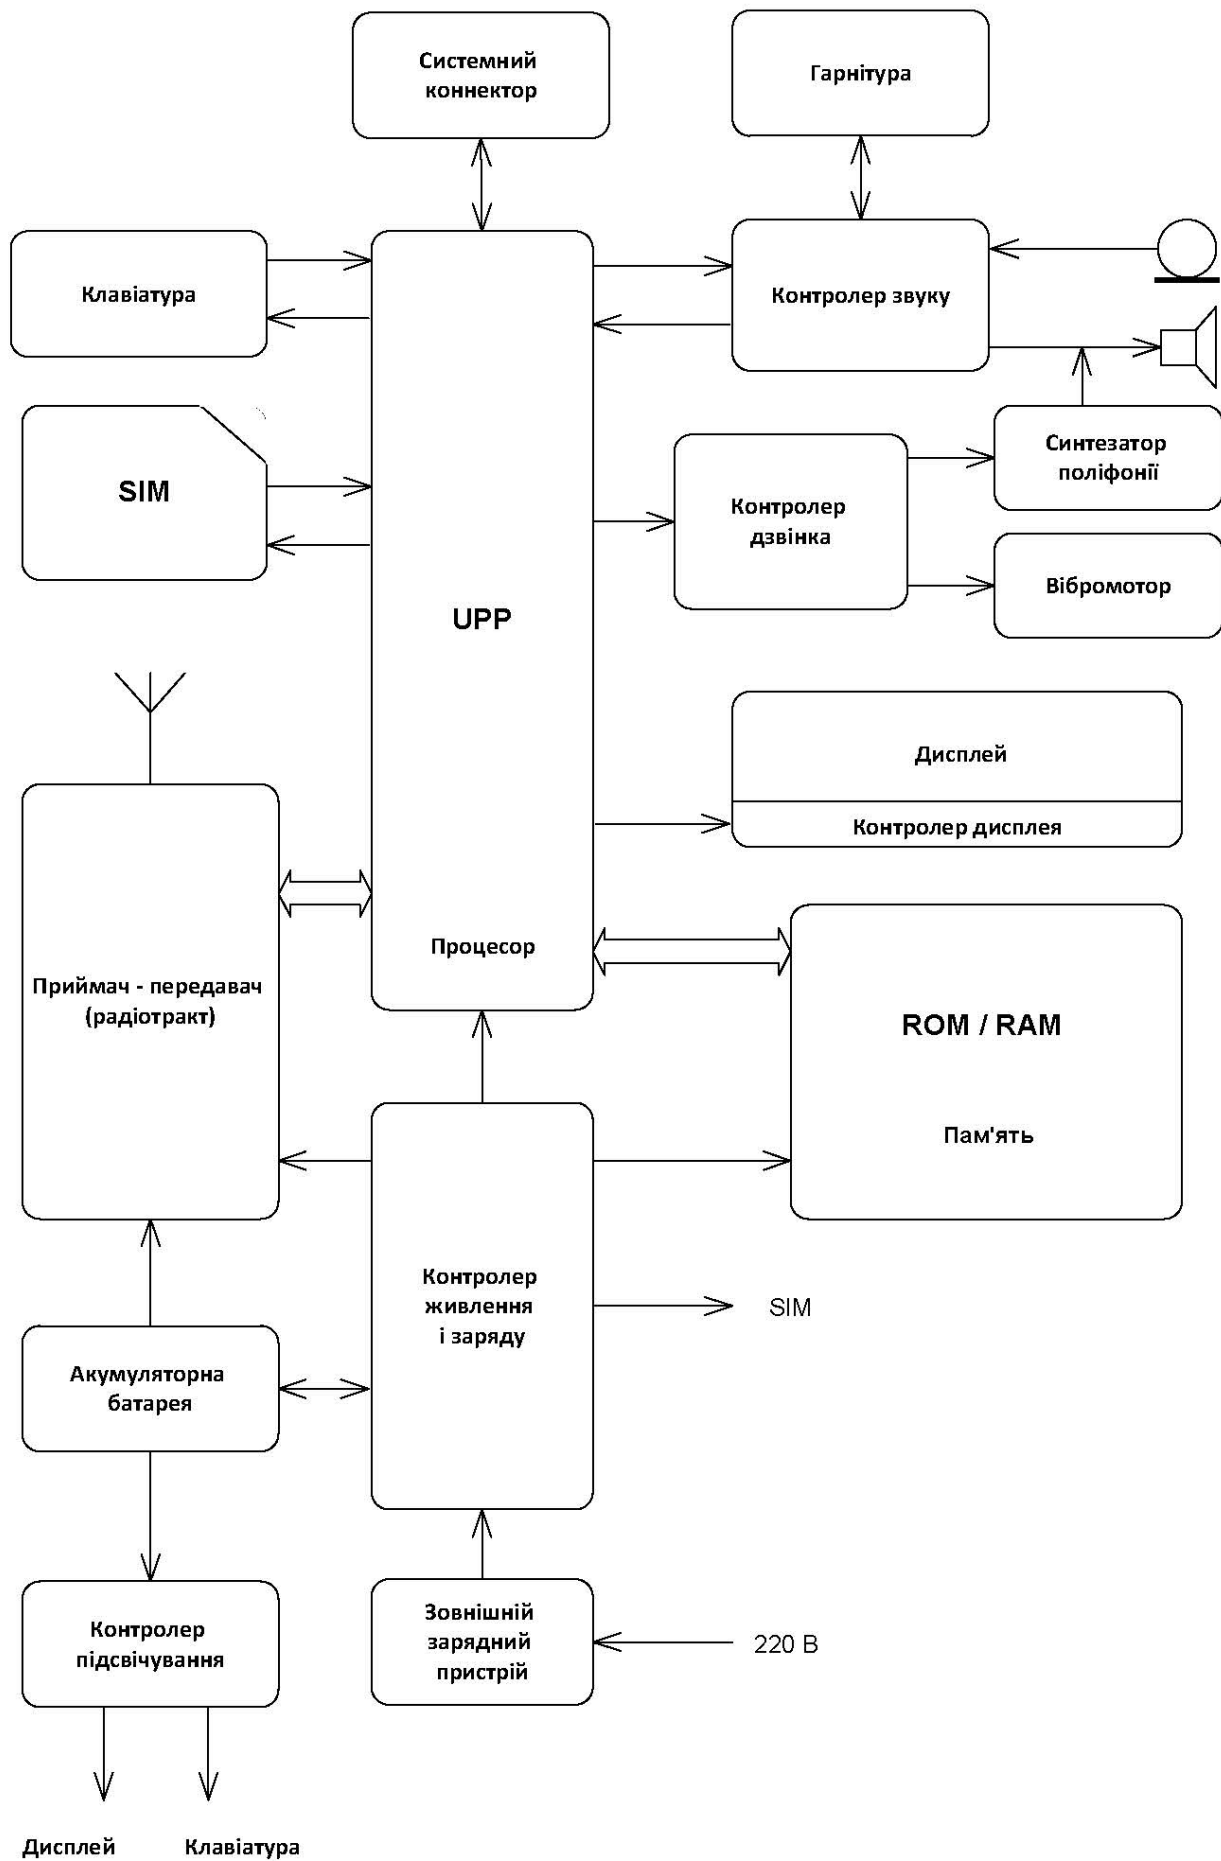 Системний
коннектор
Гарнітура
Клавіатура
Контролер звуку
SIM
UPP
Процесор
Контролер
дзвінка
Синтезатор
поліфонії
Вібромотор
Дисплей
Контролер дисплея
Приймач - передавач
(радіотракт)
ROM / RAM
Пам'ять
Контролер
живлення
і заряду
SIM
Акумуляторна
батарея
Контролер
підсвічування
Зовнішній
зарядний
пристрій
220 В
Дисплей
Клавіатура